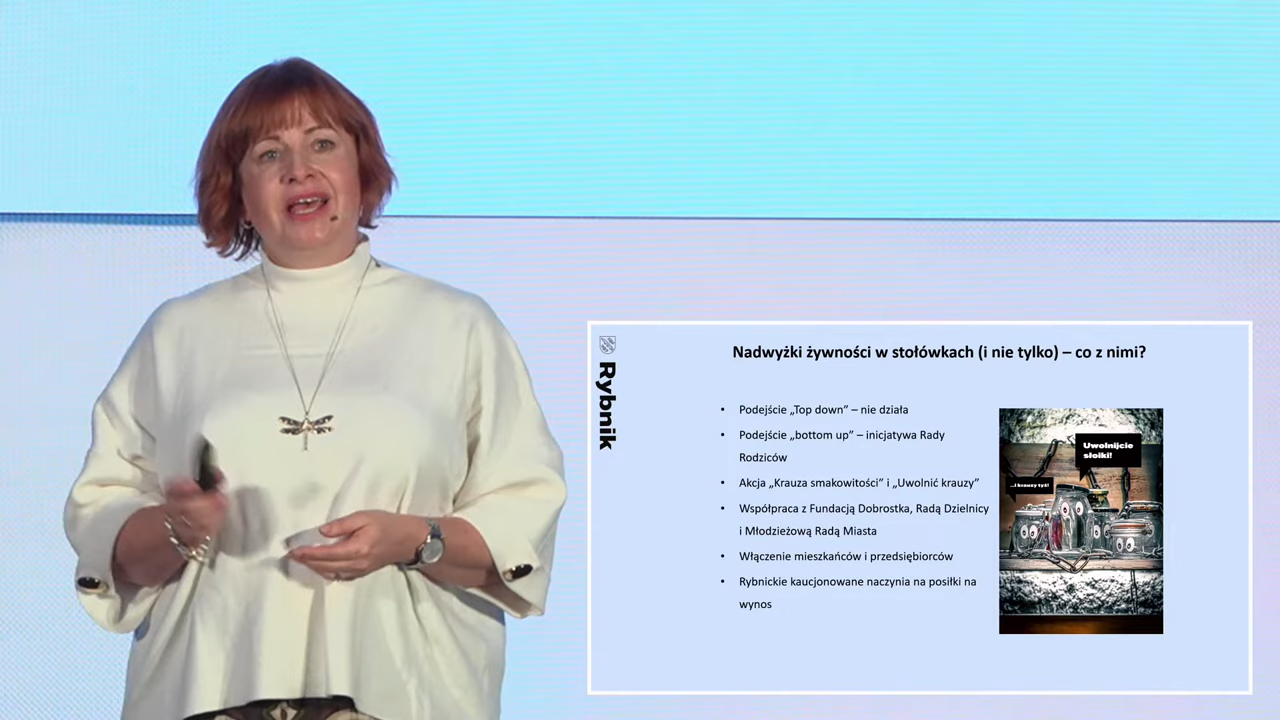 Rybnik
Nadwyżki żywności w stołówkach (i nie tylko) – co z nimi?
• Podejście „Top down” – nie działa
• Podejście „bottom up” – inicjatywa Rady
Rodziców
• Akcja „Krauza smakowitości” i „Uwolnić krauzy”
• Współpraca z Fundacją Dobrostka, Radą Dzielnicy
i Młodzieżową Radą Miasta
• Włączenie mieszkańców i przedsiębiorców
• Rybnickie kaucjonowane naczynia na posiłki na
wynos
Uwolnijcie
słoiki!
...i krauzy tyż!